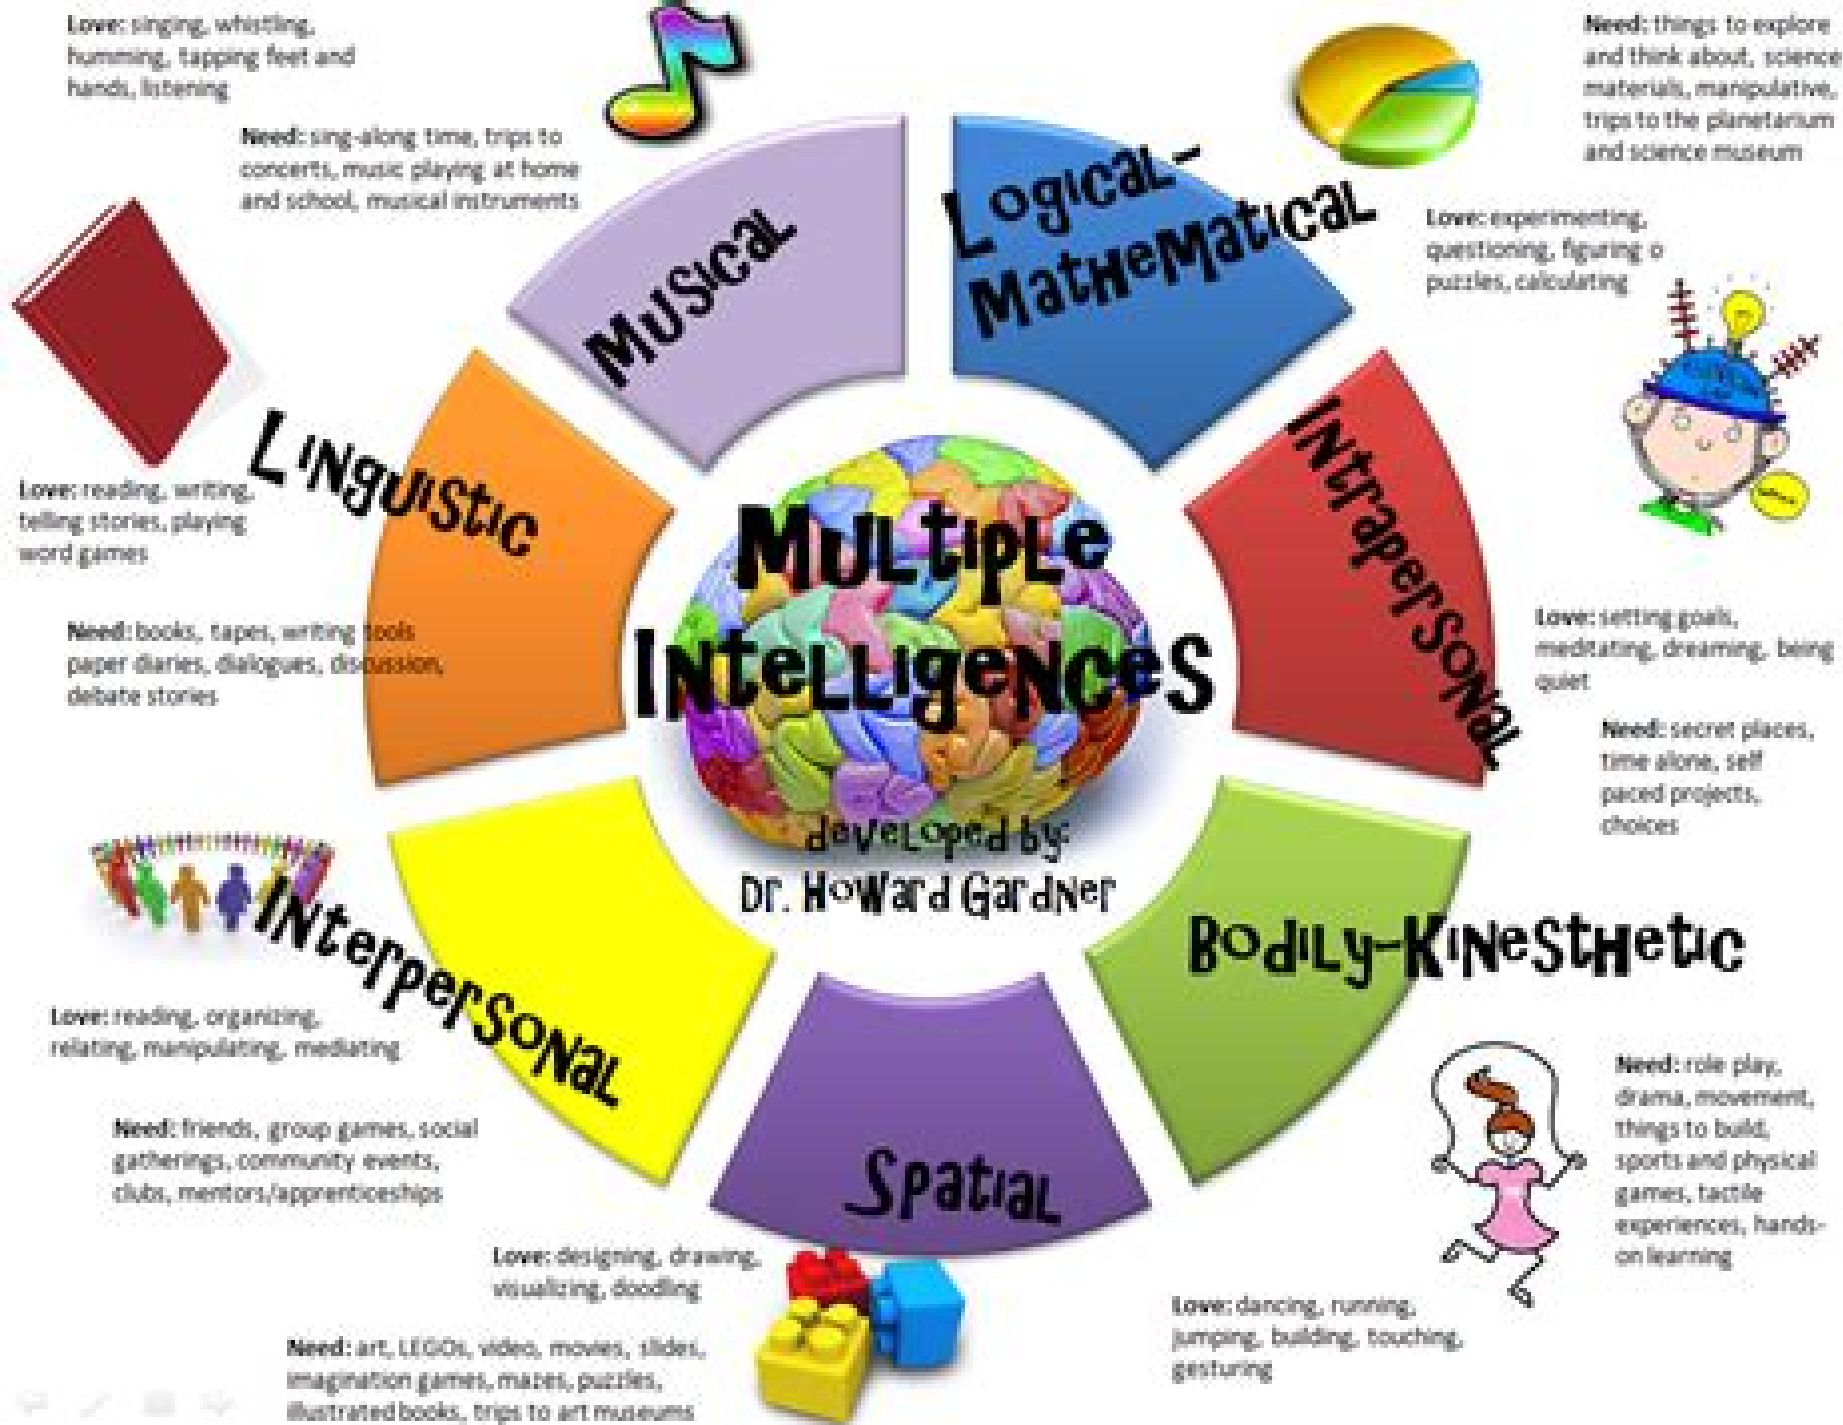 Love: singing, whistling,
humming, tapping feet and
hands, listening
Need: sing-along time, trips to
concerts, music playing at home
and school, musical instruments
Musical
Logical-
Mathematical
Need: things to explore
and think about, science
materials, manipulative,
trips to the planetarium
and science museum
Love: experimenting,
questioning, figuring o
puzzles, calculating
Linguistic
Love: reading, writing,
telling stories, playing
word games
Need: books, tapes, writing tools
paper diaries, dialogues, discussion,
debate stories
Multiple
Intelligences
developed by:
Dr. Howard Gardner
Intrapersonal
Love: setting goals,
meditating, dreaming, being
quiet
Need: secret places,
time alone, self
paced projects,
choices
Interpersonal
Love: reading, organizing,
relating, manipulating, mediating
Need: friends, group games, social
gatherings, community events,
clubs, mentors/apprenticeships
Spatial
Love: designing, drawing,
visualizing, doodling
Need: art, LEGOs, video, movies, slides,
imagination games, mazes, puzzles,
illustrated books, trips to art museums
Bodily-Kinesthetic
Need: role play,
drama, movement,
things to build,
sports and physical
games, tactile
experiences, hands-
on learning
Love: dancing, running,
jumping, building, touching,
gesturing